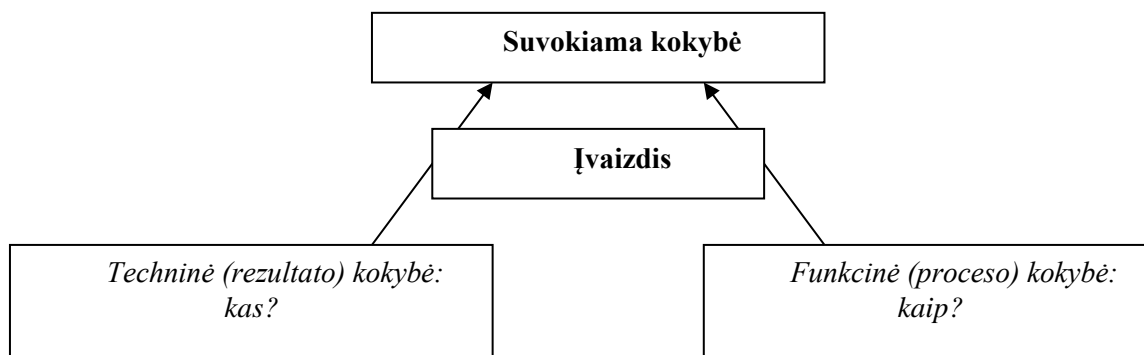 Suvokiama kokybė
Įvaizdis
Techninė (rezultato) kokybė:
kas?
Funkcinė (proceso) kokybė:
kaip?